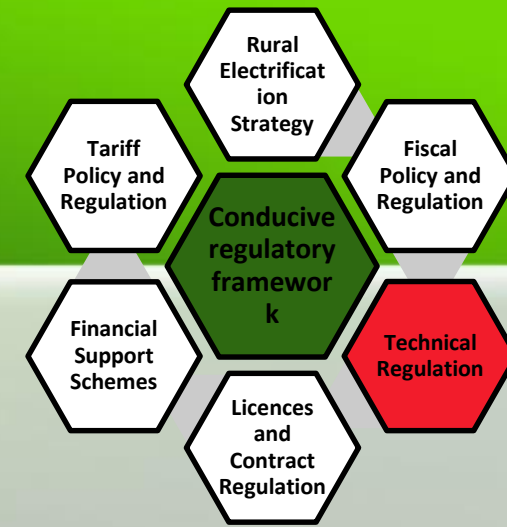 Rural
Electrificat
ion
Strategy
Tariff
Policy and
Regulation
Fiscal
Policy and
Regulation
Conducive
regulatory
framewor
k
Financial
Support
Schemes
Technical
Regulation
Licences
and
Contract
Regulation